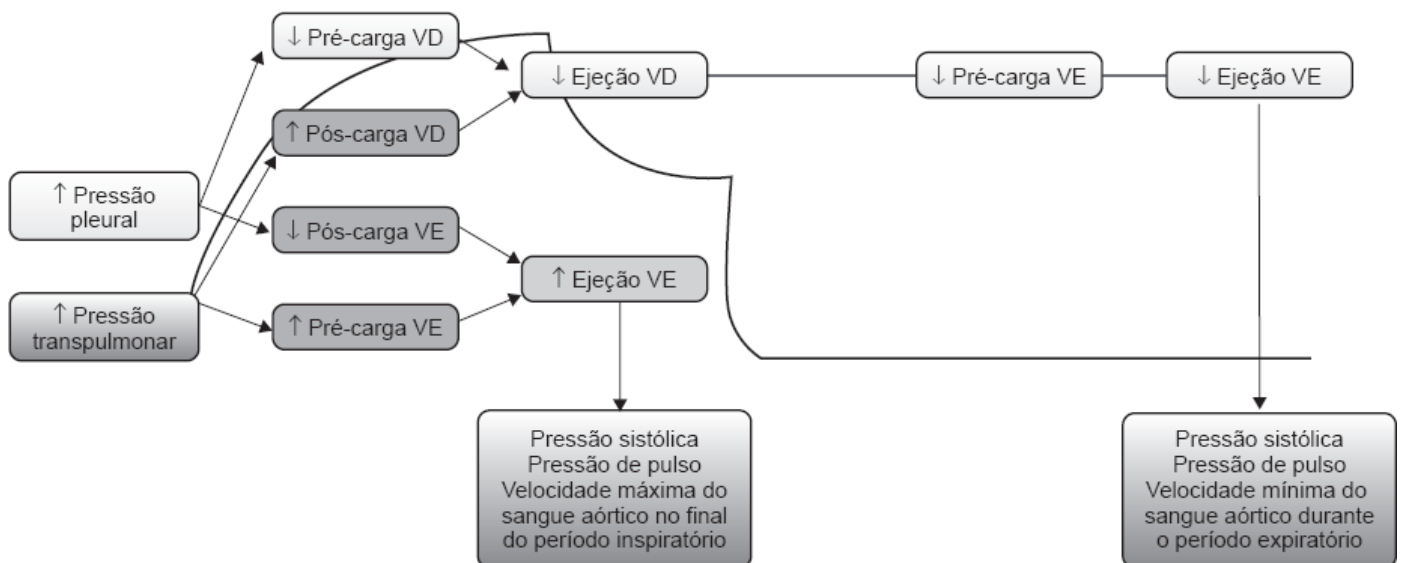 ↓ Pré-carga VD
↓ Ejeção VD
↓ Pré-carga VE
↓ Ejeção VE
↑ Pós-carga VD
↑ Pressão
pleural
↓ Pós-carga VE
↑ Ejeção VE
↑ Pressão
transpulmonar
↑ Pré-carga VE
Pressão sistólica
Pressão de pulso
Velocidade máxima do
sangue aórtico no final
do período inspiratório
Pressão sistólica
Pressão de pulso
Velocidade mínima do
sangue aórtico durante
o período expiratório